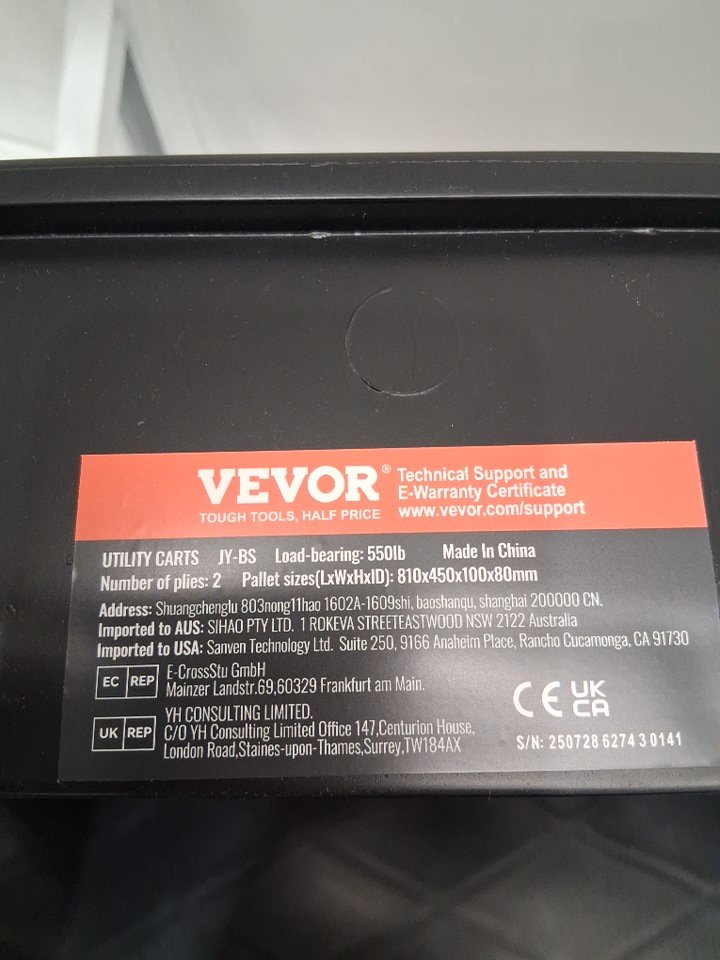 VEVOR®
TOUGH TOOLS, HALF PRICE
Technical Support and
E-Warranty Certificate
www.vevor.com/support
UTILITY CARTS JY-BS Load-bearing: 550lb Made In China
Number of plies: 2 Pallet sizes(LxWxHxID): 810x450x100x80mm
Address: Shuangchenglu 803nong11hao 1602A-1609shi, baoshanqu, shanghai 200000 CN.
Imported to AUS: SIHAO PTY LTD. 1 ROKEVA STREETEASTWOOD NSW 2122 Australia
Imported to USA: Sanven Technology Ltd. Suite 250, 9166 Anaheim Place, Rancho Cucamonga, CA 91730
EC REP
E-CrossStu GmbH
Mainzer Landstr.69,60329 Frankfurt am Main.
UK REP
YH CONSULTING LIMITED.
C/O YH Consulting Limited Office 147,Centurion House,
London Road,Staines-upon-Thames,Surrey,TW184AX
CE
UK
CA
S/N: 250728 6274 3 0141